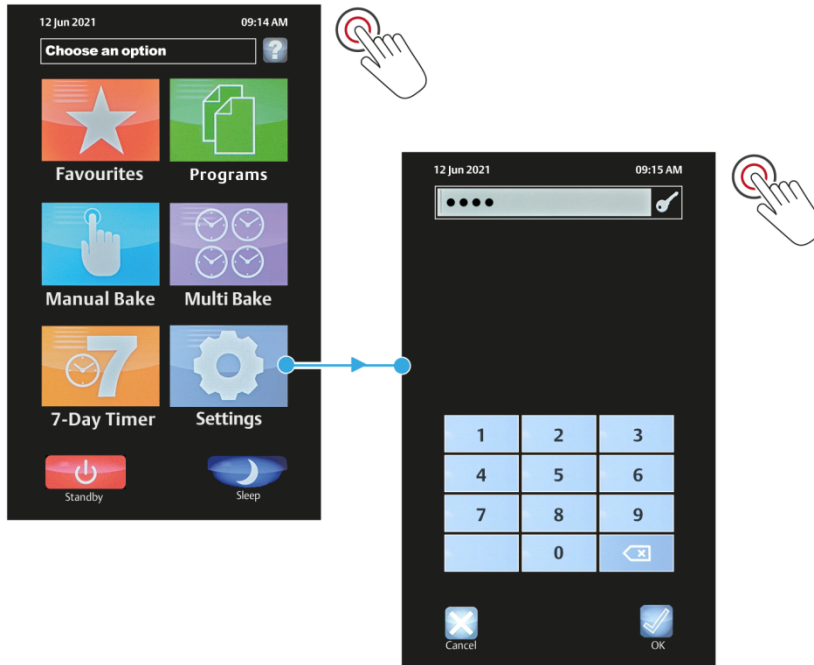 12 Jun 2021 09:14 AM
Choose an option ?
Favourites Programs
Manual Bake Multi Bake
7
7-Day Timer Settings
Standby Sleep
12 Jun 2021 09:15 AM
••••
1 2 3
4 5 6
7 8 9
0
Cancel OK